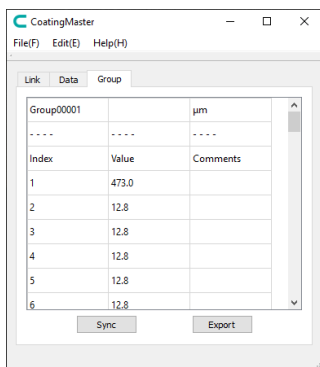 CoatingMaster
File(F) Edit(E) Help(H)
Link Data Group
Group00001 µm
- - - - - - - - - - - -
Index Value Comments
1 473.0
2 12.8
3 12.8
4 12.8
5 12.8
6 12.8
Sync Export